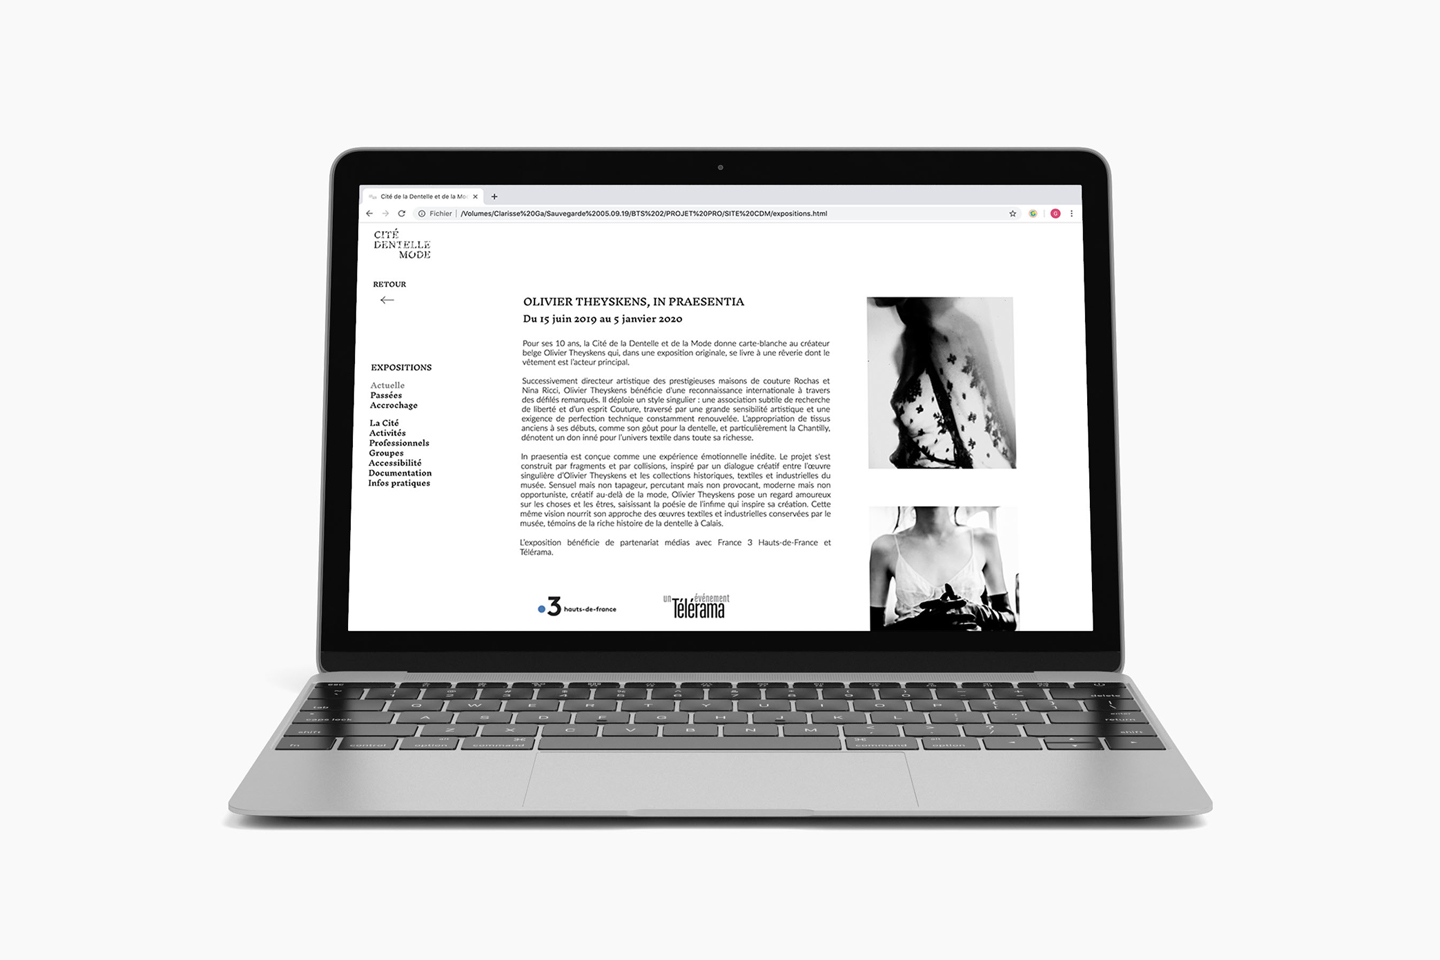 Cité de la Dentelle et de la Mo
Fichier
/Volumes/Clarisse%20Ga/Sauvegarde%2005.09.19/BTS%202/PROJET%20PRO/SITE%20CDM/expositions.html
G
CITÉ
DENTELLE
MODE
RETOUR
EXPOSITIONS
Actuelle
Passées
Accrochage
La Cité
Activités
Professionnels
Groupes
Accessibilité
Documentation
Infos pratiques
OLIVIER THEYSKENS, IN PRAESENTIA
Du 15 juin 2019 au 5 janvier 2020
Pour ses 10 ans, la Cité de la Dentelle et de la Mode donne carte-blanche au créateur
belge Olivier Theyskens qui, dans une exposition originale, se livre à une rêverie dont le
vêtement est l'acteur principal.
Successivement directeur artistique des prestigieuses maisons de couture Rochas et
Nina Ricci, Olivier Theyskens bénéficie d'une reconnaissance internationale à travers
des défilés remarqués. Il déploie un style singulier : une association subtile de recherche
de liberté et d'un esprit Couture, traversé par une grande sensibilité artistique et une
exigence de perfection technique constamment renouvelée. L'appropriation de tissus
anciens à ses débuts, comme son goût pour la dentelle, et particulièrement la Chantilly,
dénotent un don inné pour l'univers textile dans toute sa richesse.
In praesentia est conçue comme une expérience émotionnelle inédite. Le projet s'est
construit par fragments et par collisions, inspiré par un dialogue créatif entre l'œuvre
singulière d'Olivier Theyskens et les collections historiques, textiles et industrielles du
musée. Sensuel mais non tapageur, percutant mais non provocant, moderne mais non
opportuniste, créatif au-delà de la mode, Olivier Theyskens pose un regard amoureux
sur les choses et les êtres, saisissant la poésie de l'infime qui inspire sa création. Cette
même vision nourrit son approche des œuvres textiles et industrielles conservées par le
musée, témoins de la riche histoire de la dentelle à Calais.
L'exposition bénéficie de partenariat médias avec France 3 Hauts-de-France et
Télérama.
3 hauts-de-france
un événement
Télérama
esc
tab Q W E R T Y U I O P delete
caps lock A S D F G H J K L return
shift Z X C V B N M shift
fn control option command command option